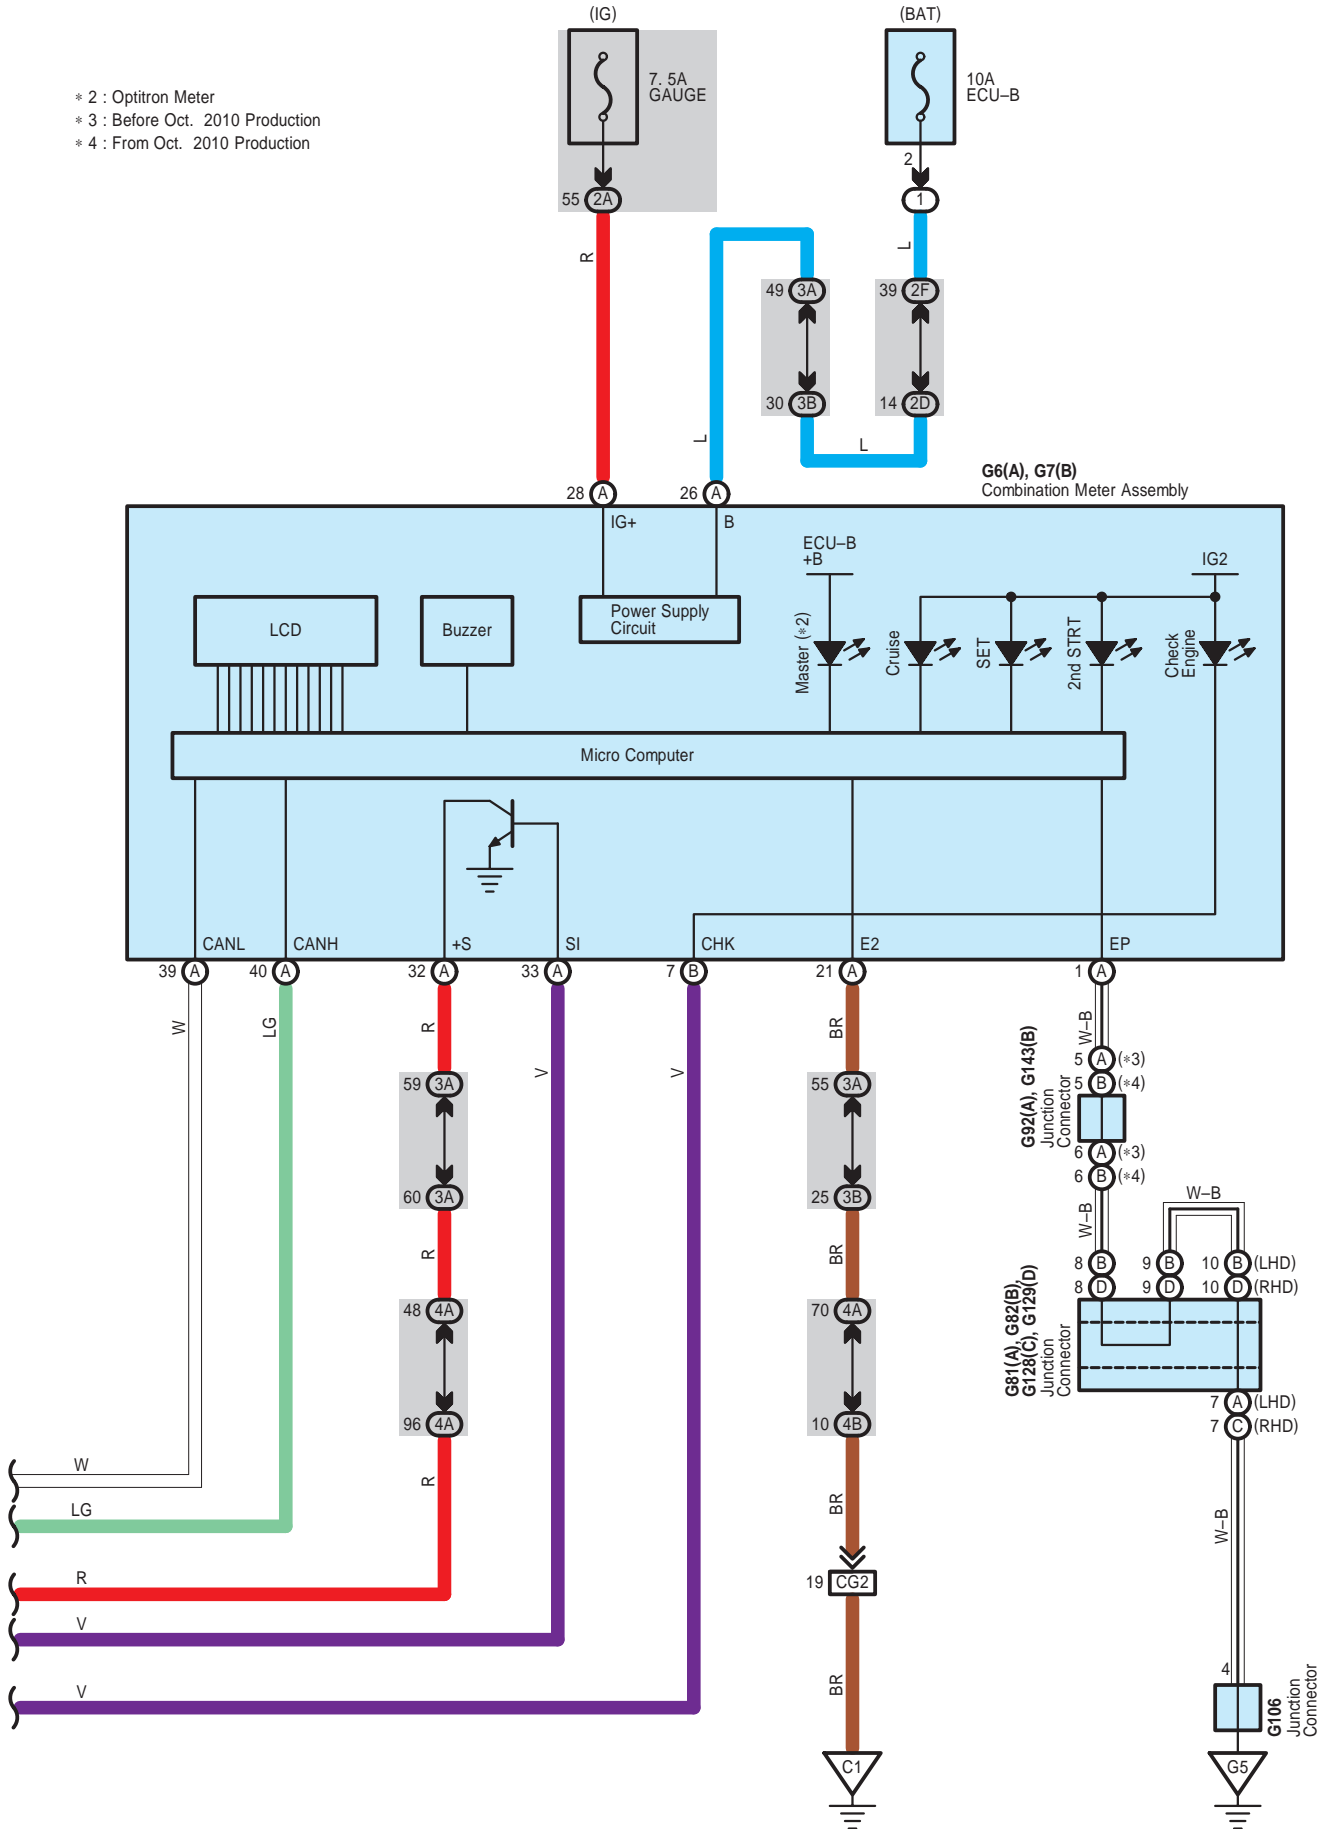 (IG)
(BAT)
7. 5A
GAUGE
10A
ECU–B
∗ 2 : Optitron Meter
∗ 3 : Before Oct. 2010 Production
∗ 4 : From Oct. 2010 Production
2
55 2A
1
R
L
49 3A
39 2F
30 3B
14 2D
L
L
G6(A), G7(B)
Combination Meter Assembly
28 A
26 A
IG+
B
ECU–B
+B
IG2
LCD
Buzzer
Power Supply
Circuit
Master (∗2)
Cruise
SET
2nd STRT
Check
Engine
Micro Computer
CANL
CANH
+S
SI
CHK
E2
EP
39 A
40 A
32 A
33 A
7 B
21 A
1 A
W
LG
R
V
V
BR
W–B
G92(A), G143(B)
Junction
Connector
5 A (∗3)
5 B (∗4)
59 3A
55 3A
6 A (∗3)
6 B (∗4)
60 3A
25 3B
W–B
R
BR
W–B
8 B
9 B
10 B (LHD)
8 D
9 D
10 D (RHD)
G81(A), G82(B),
G128(C), G129(D)
Junction
Connector
48 4A
70 4A
7 A (LHD)
7 C (RHD)
96 4A
10 4B
W
R
BR
LG
W–B
19 CG2
R
V
V
BR
4
G106
Junction
Connector
C1
G5